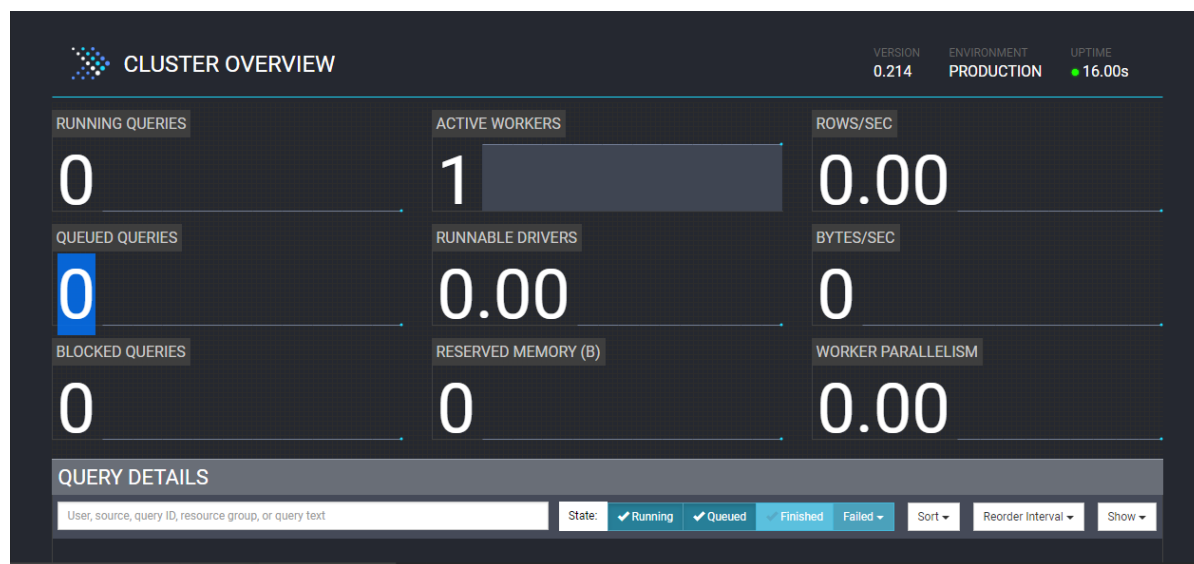 CLUSTER OVERVIEW
VERSION ENVIRONMENT UPTIME
0.214 PRODUCTION 16.00s
RUNNING QUERIES ACTIVE WORKERS ROWS/SEC
0 1 0.00
QUEUED QUERIES RUNNABLE DRIVERS BYTES/SEC
0 0.00 0
BLOCKED QUERIES RESERVED MEMORY (B) WORKER PARALLELISM
0 0 0.00
QUERY DETAILS
User, source, query ID, resource group, or query text State: Running Queued Finished Failed Sort Reorder Interval Show